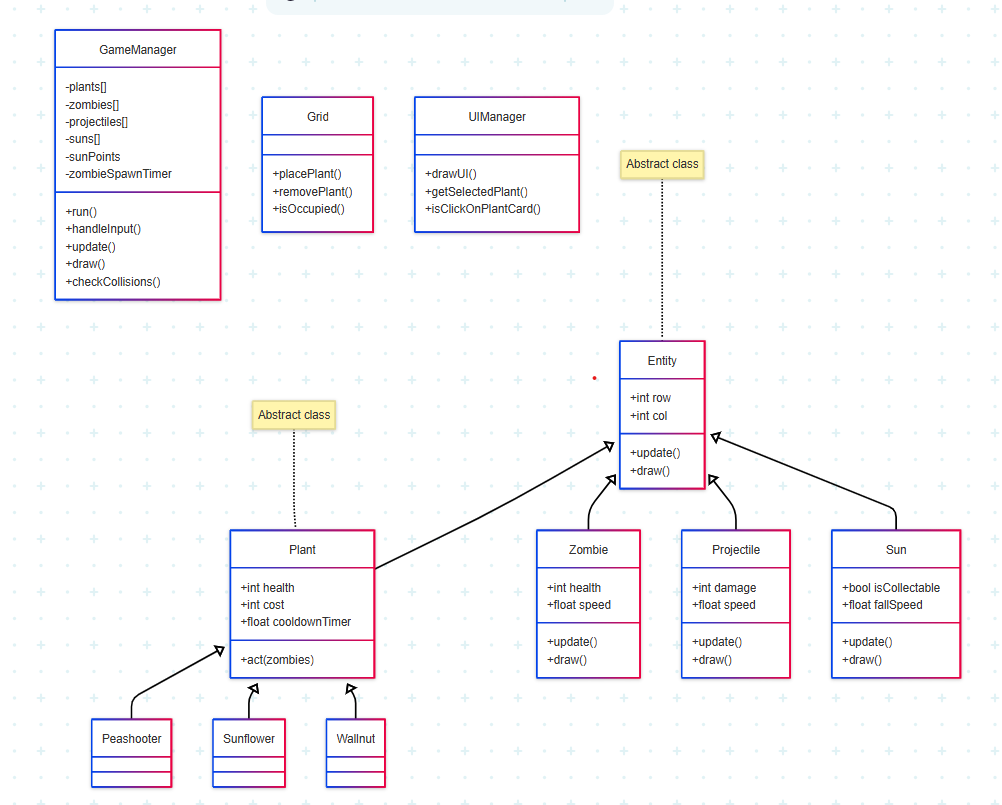 GameManager
-plants[]
-zombies[]
-projectiles[]
-suns[]
-sunPoints
-zombieSpawnTimer
+run()
+handleInput()
+update()
+draw()
+checkCollisions()
Grid
+placePlant()
+removePlant()
+isOccupied()
UIManager
+drawUI()
+getSelectedPlant()
+isClickOnPlantCard()
Abstract class
Entity
+int row
+int col
+update()
+draw()
Abstract class
Plant
+int health
+int cost
+float cooldownTimer
+act(zombies)
Zombie
+int health
+float speed
+update()
+draw()
Projectile
+int damage
+float speed
+update()
+draw()
Sun
+bool isCollectable
+float fallSpeed
+update()
+draw()
Peashooter
Sunflower
Wallnut